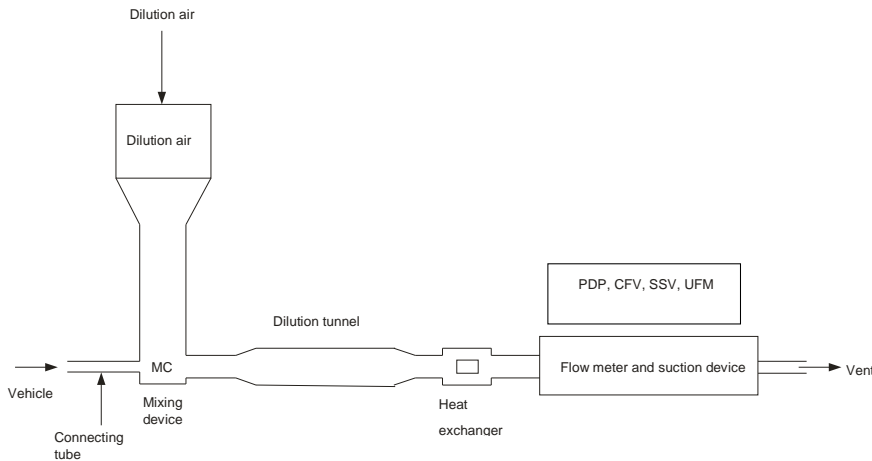 Dilution air
Dilution air
PDP, CFV, SSV, UFM
Dilution tunnel
MC
Flow meter and suction device
Vent
Vehicle
Mixing
device
Heat
exchanger
Connecting
tube